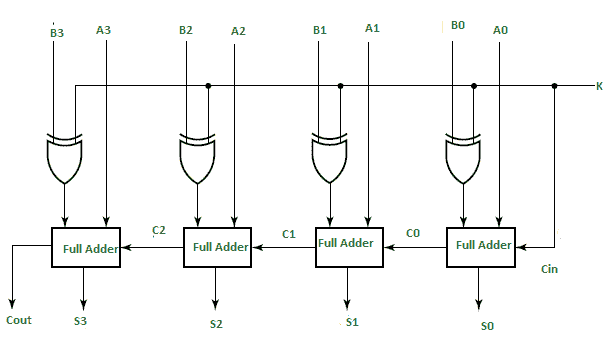 B3 A3 B2 A2 B1 A1 B0 A0
K
C2 C1 C0
Full Adder Full Adder Full Adder Full Adder
Cin
Cout S3 S2 S1 S0